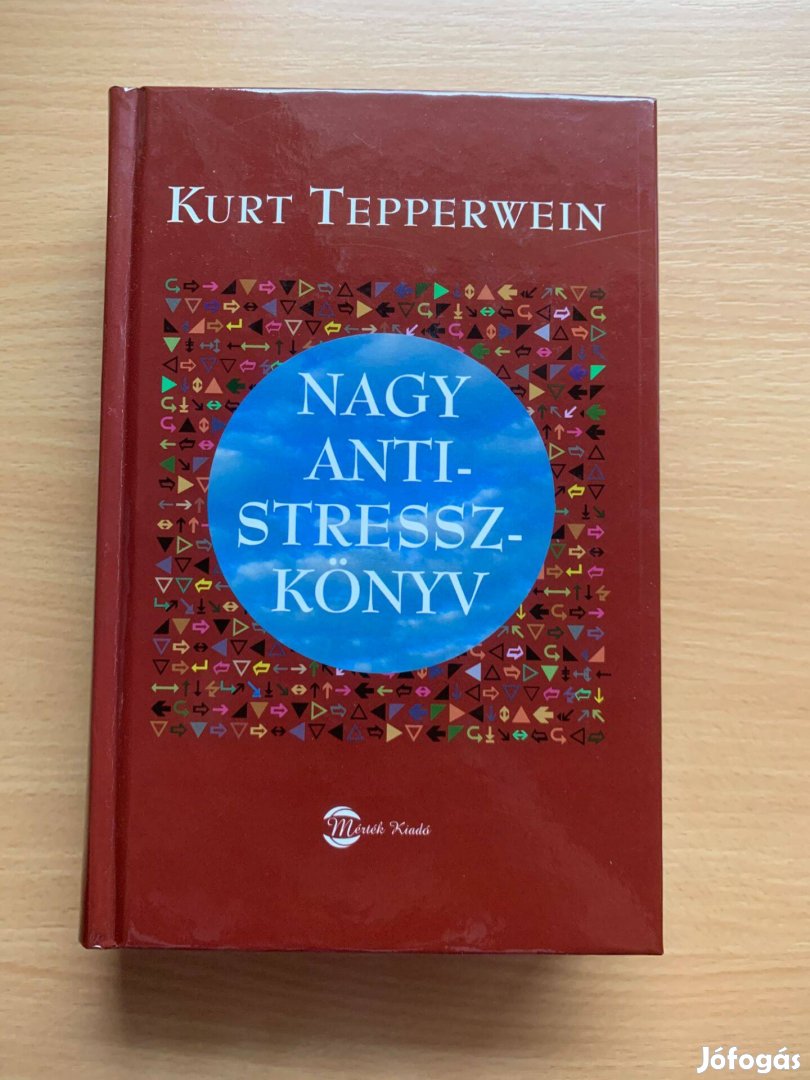 KURT TEPPERWEIN
NAGY
ANTI-
STRESSZ-
KÖNYV
Mérték Kiadó
Jófogás